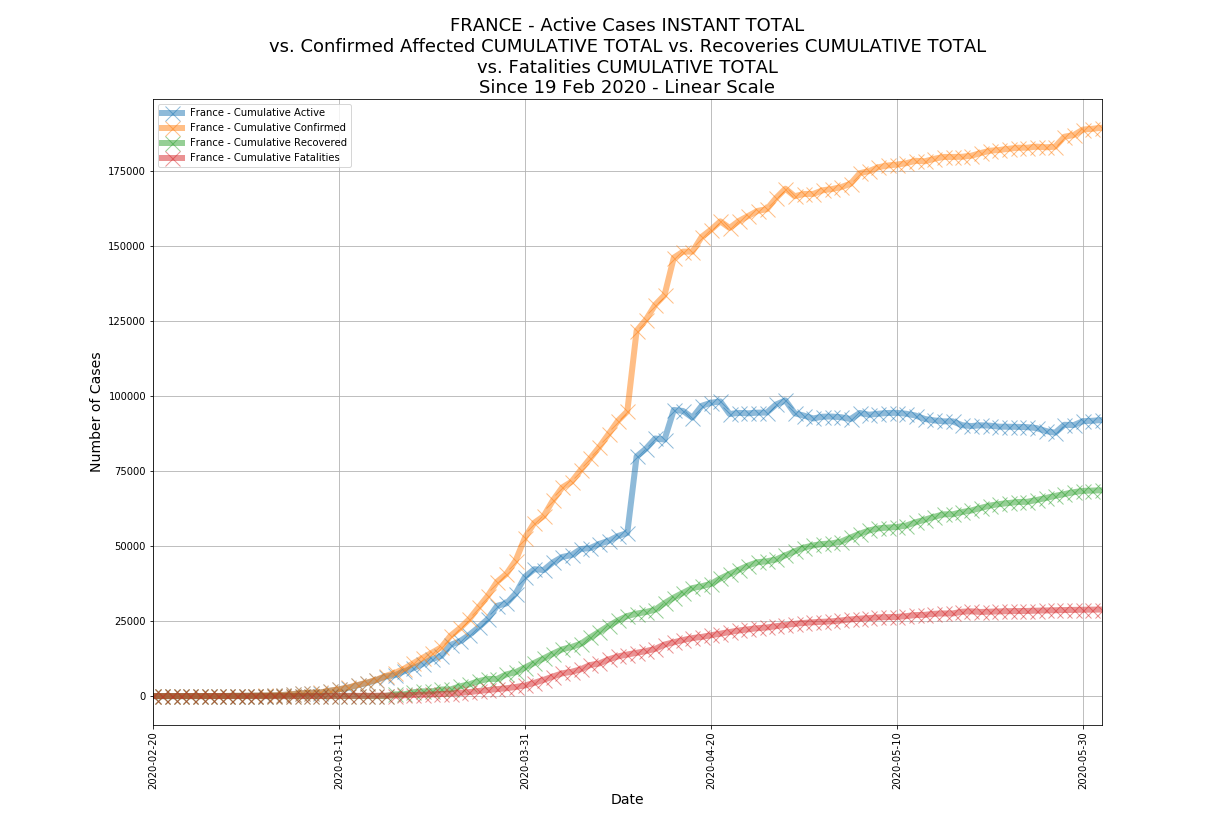 FRANCE - Active Cases INSTANT TOTAL
vs. Confirmed Affected CUMULATIVE TOTAL vs. Recoveries CUMULATIVE TOTAL
vs. Fatalities CUMULATIVE TOTAL
Since 19 Feb 2020 - Linear Scale
France - Cumulative Active
France - Cumulative Confirmed
France - Cumulative Recovered
France - Cumulative Fatalities
175000
150000
125000
100000
75000
50000
25000
0
Number of Cases
2020-02-20
2020-03-11
2020-03-31
2020-04-20
2020-05-10
2020-05-30
Date